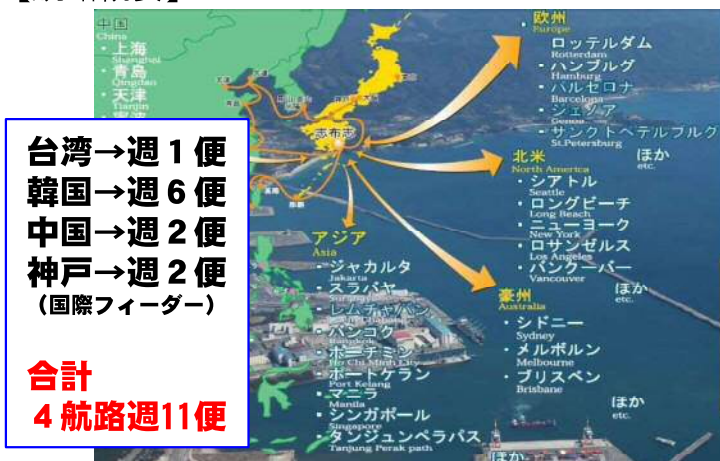 中国
China
・上海
Shanghai
・青島
Qingdao
・天津
Tianjin
台湾→週1便
韓国→週6便
中国→週2便
神戸→週2便
（国際フィーダー）
合計
4航路週11便
志布志
・欧州
Europe
ロッテルダム
Rotterdam
・ハンブルグ
Hamburg
・バルセロナ
Barcelona
・ジェノア
・サンクトペテルブルグ
St.Petersburg
ほか
etc.
北米
North America
・シアトル
Seattle
・ロングビーチ
Long Beach
・ニューヨーク
New York
・ロサンゼルス
Los Angeles
・バンクーバー
Vancouver
ほか
etc.
アジア
Asia
・ジャカルタ
Jakarta
・スラバヤ
・レムチャバン
・バンコク
Bangkok
・ホーチミン
Ho Chi Minh City
・ポートケラン
Port Kelang
・マニラ
Manila
・シンガポール
Singapore
・タンジュンペラパス
Tanjung Perak path
ほか
豪州
Australia
・シドニー
Sydney
・メルボルン
Melbourne
・ブリスベン
Brisbane
ほか
etc.